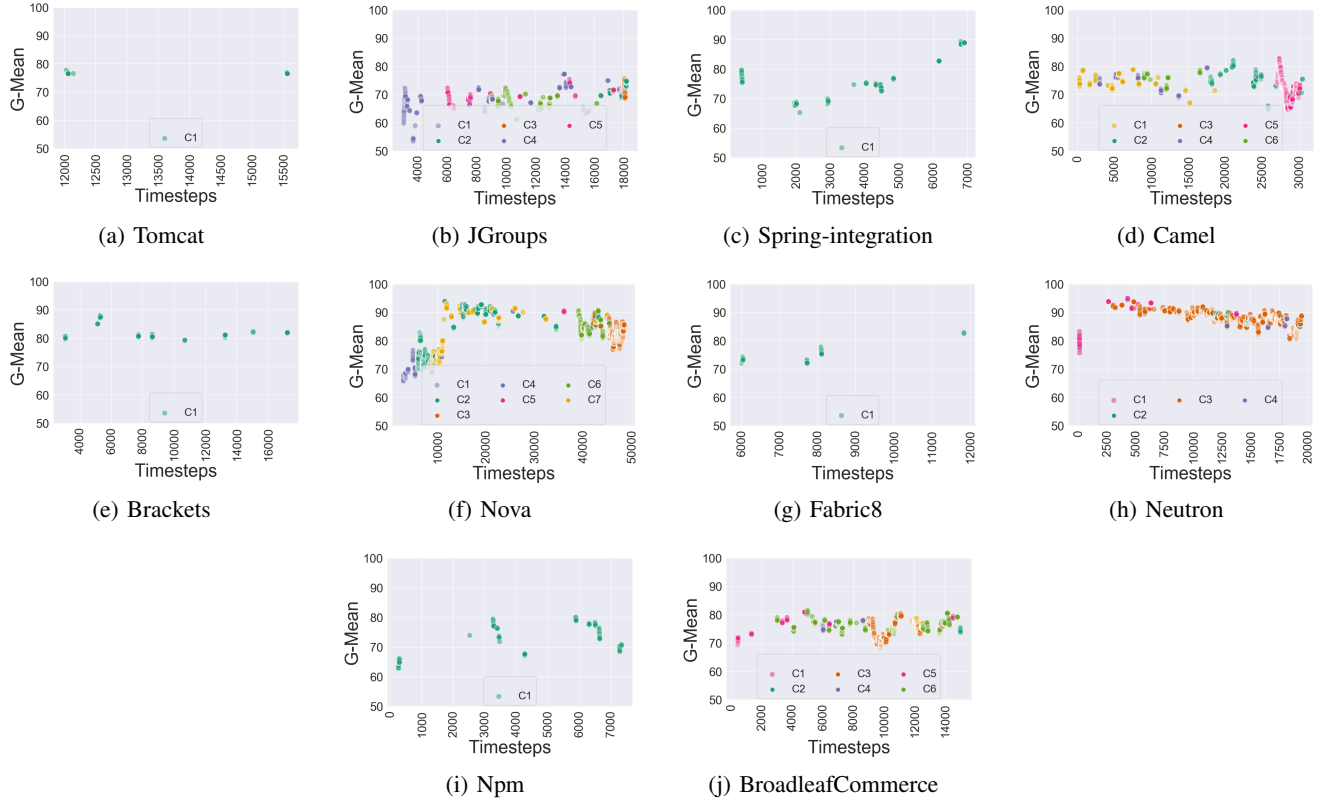 100
90
80
70
60
50
G-Mean
C1
12000
12500
13000
13500
14000
14500
15000
15500
Timesteps
(a) Tomcat
100
90
80
70
60
50
G-Mean
C1
C3
C5
C2
C4
4000
6000
8000
10000
12000
14000
16000
18000
Timesteps
(b) JGroups
100
90
80
70
60
50
G-Mean
C1
1000
2000
3000
4000
5000
6000
7000
Timesteps
(c) Spring-integration
100
90
80
70
60
50
G-Mean
C1
C3
C5
C2
C4
C6
0
5000
10000
15000
20000
25000
30000
Timesteps
(d) Camel
100
90
80
70
60
50
G-Mean
C1
4000
6000
8000
10000
12000
14000
16000
Timesteps
(e) Brackets
100
90
80
70
60
50
G-Mean
C1
C4
C6
C2
C5
C7
C3
10000
20000
30000
40000
50000
Timesteps
(f) Nova
100
90
80
70
60
50
G-Mean
C1
6000
7000
8000
9000
10000
11000
12000
Timesteps
(g) Fabric8
100
90
80
70
60
50
G-Mean
C1
C3
C4
C2
0
2500
5000
7500
10000
12500
15000
17500
20000
Timesteps
(h) Neutron
100
90
80
70
60
50
G-Mean
C1
0
1000
2000
3000
4000
5000
6000
7000
Timesteps
(i) Npm
100
90
80
70
60
50
G-Mean
C1
C3
C5
C2
C4
C6
0
2000
4000
6000
8000
10000
12000
14000
Timesteps
(j) BroadleafCommerce